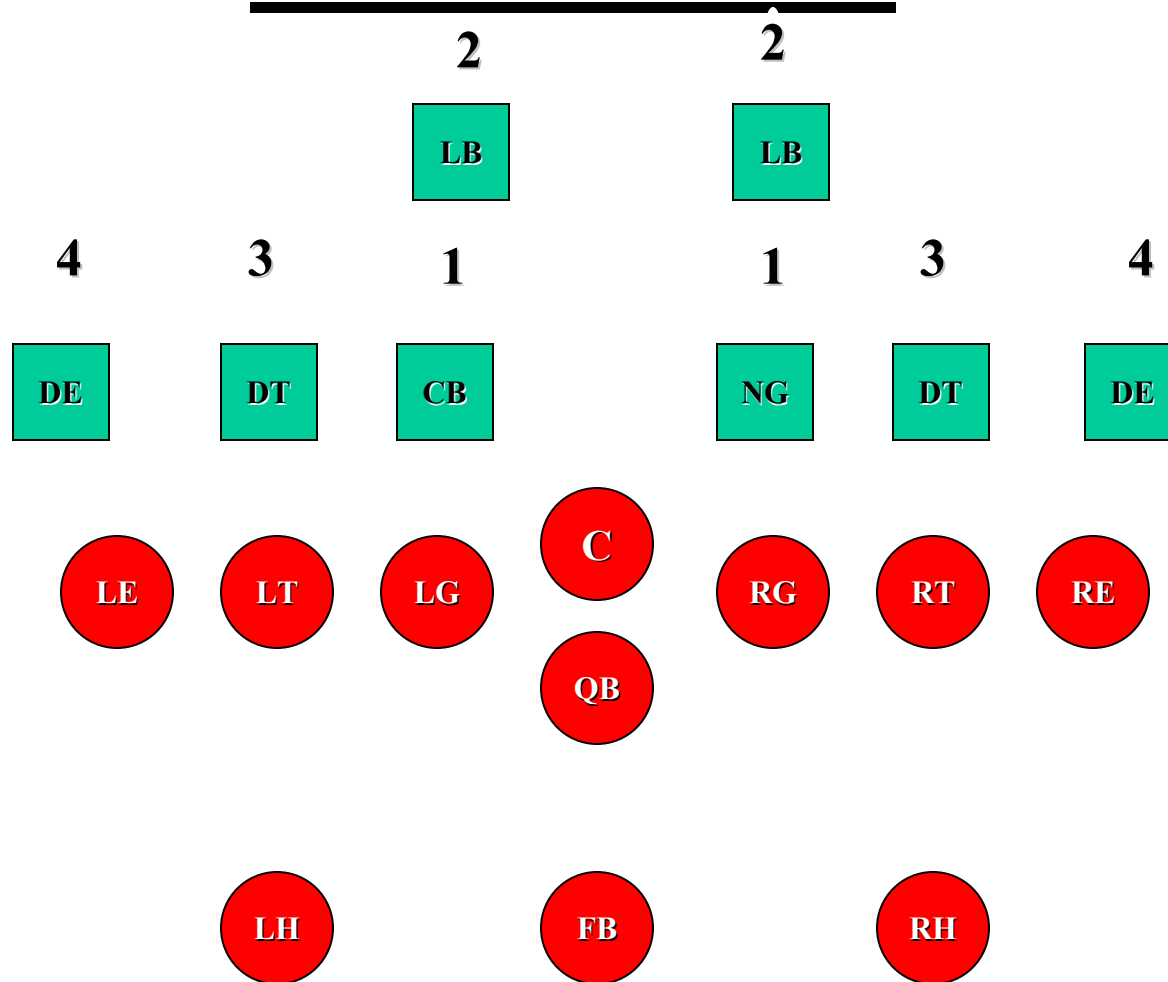 2 2
LB LB
4 3 1 1 3 4
DE DT CB NG DT DE
C
LE LT LG RG RT RE
QB
LH FB RH